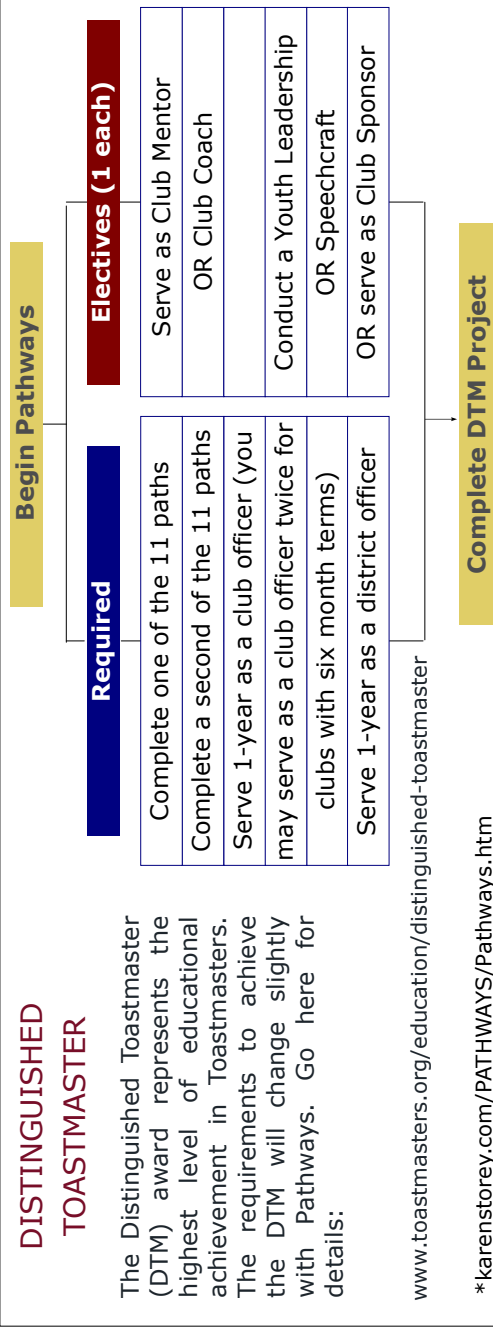 DISTINGUISHED
TOASTMASTER
The Distinguished Toastmaster
(DTM) award represents the
highest level of educational
achievement in Toastmasters.
The requirements to achieve
the DTM will change slightly
with Pathways. Go here for
details:
www.toastmasters.org/education/distinguished-toastmaster
*karenstorey.com/PATHWAYS/Pathways.htm
Begin Pathways
Required
Complete one of the 11 paths
Complete a second of the 11 paths
Serve 1-year as a club officer (you
may serve as a club officer twice for
clubs with six month terms)
Serve 1-year as a district officer
Electives (1 each)
Serve as Club Mentor
OR Club Coach
Conduct a Youth Leadership
OR Speechcraft
OR serve as Club Sponsor
Complete DTM Project